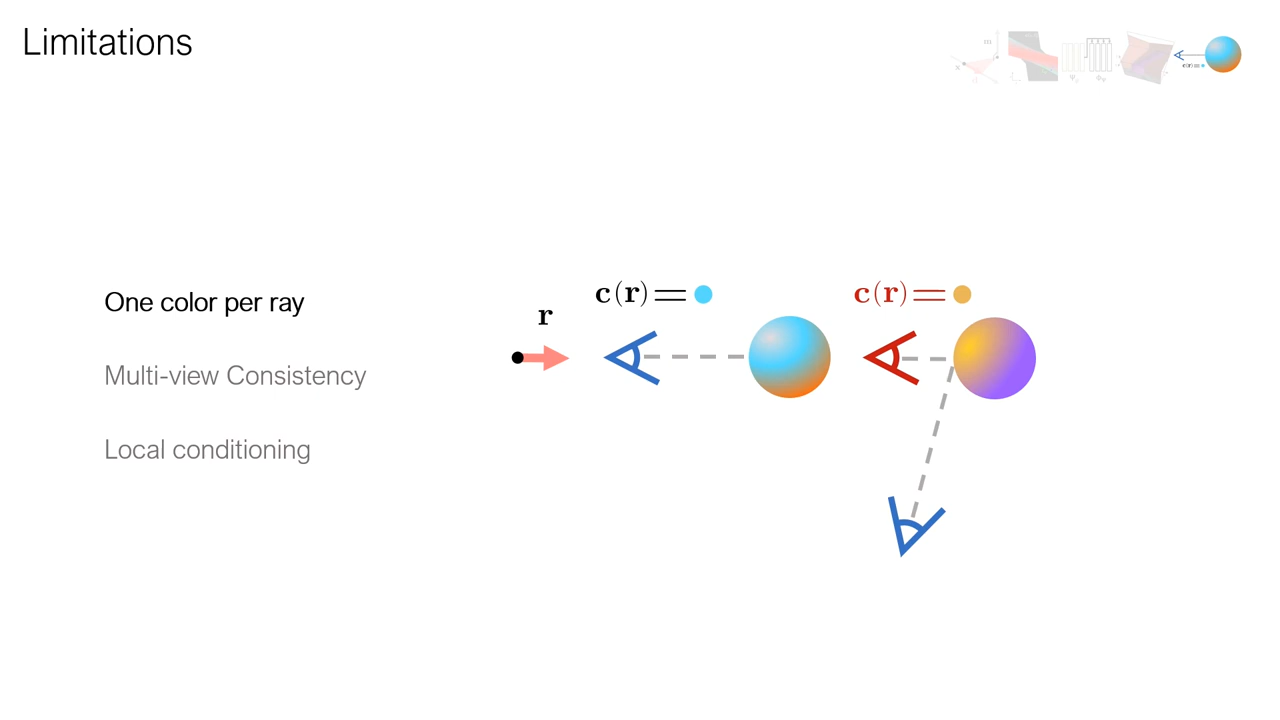 Limitations
One color per ray
Multi-view Consistency
Local conditioning
r
c(r)=
c(r)=